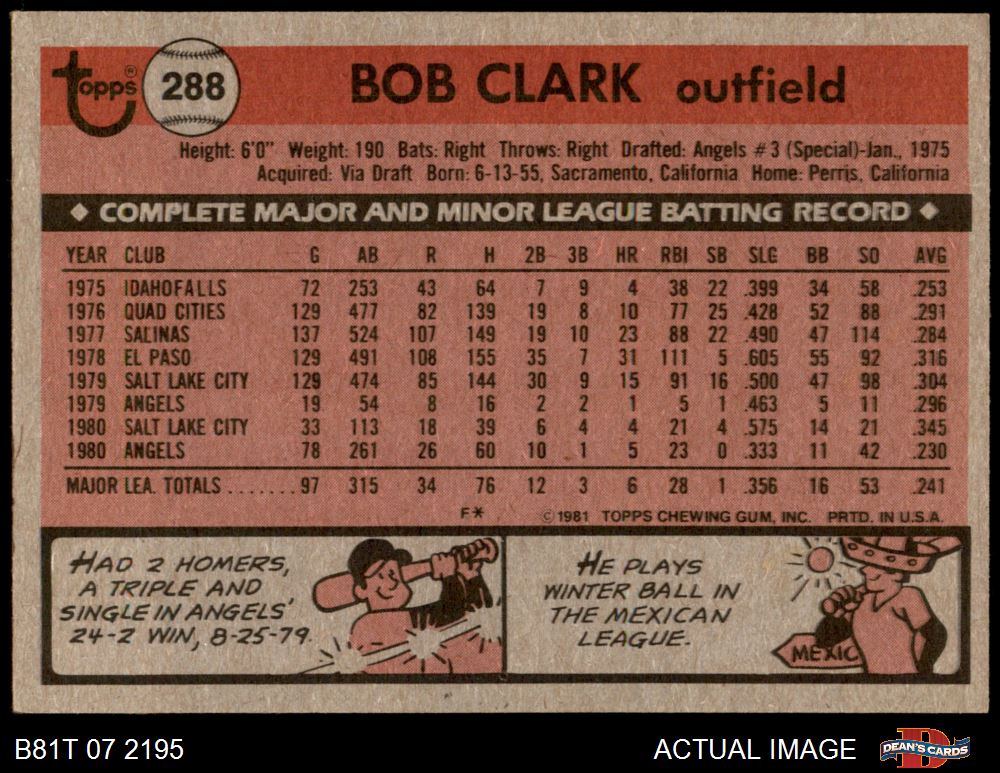 Topps® 288 BOB CLARK outfield
Height: 6'0" Weight: 190 Bats: Right Throws: Right Drafted: Angels #3 (Special)-Jan., 1975
Acquired: Via Draft Born: 6-13-55, Sacramento, California Home: Perris, California
◆ COMPLETE MAJOR AND MINOR LEAGUE BATTING RECORD ◆
YEAR CLUB G AB R H 2B 3B HR RBI SB SLG BB SO AVG
1975 IDAHO FALLS 72 253 43 64 7 9 4 38 22 .399 34 58 .253
1976 QUAD CITIES 129 477 82 139 19 8 10 77 25 .428 52 88 .291
1977 SALINAS 137 524 107 149 19 10 23 88 22 .490 47 114 .284
1978 EL PASO 129 491 108 155 35 7 31 111 5 .605 55 92 .316
1979 SALT LAKE CITY 129 474 85 144 30 9 15 91 16 .500 47 98 .304
1979 ANGELS 19 54 8 16 2 2 1 5 1 .463 5 11 .296
1980 SALT LAKE CITY 33 113 18 39 6 4 4 21 4 .575 14 21 .345
1980 ANGELS 78 261 26 60 10 1 5 23 0 .333 11 42 .230
MAJOR LEA. TOTALS ....... 97 315 34 76 12 3 6 28 1 .356 16 53 .241
F* © 1981 TOPPS CHEWING GUM, INC. PRTD. IN U.S.A.
HAD 2 HOMERS,
A TRIPLE AND
SINGLE IN ANGELS'
24-2 WIN, 8-25-79.
HE PLAYS
WINTER BALL IN
THE MEXICAN
LEAGUE.
MEXIC
B81T 07 2195 ACTUAL IMAGE DEAN'S CARDS